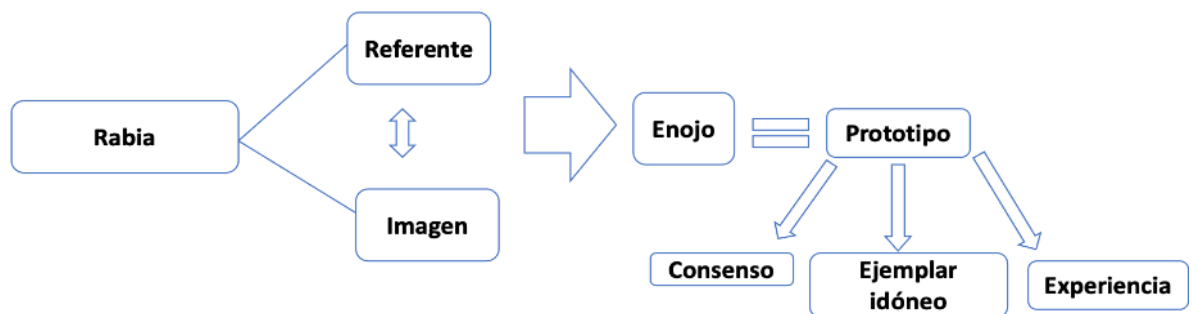 Rabia
Referente
Imagen
Enojo
Prototipo
Consenso
Ejemplar
idóneo
Experiencia